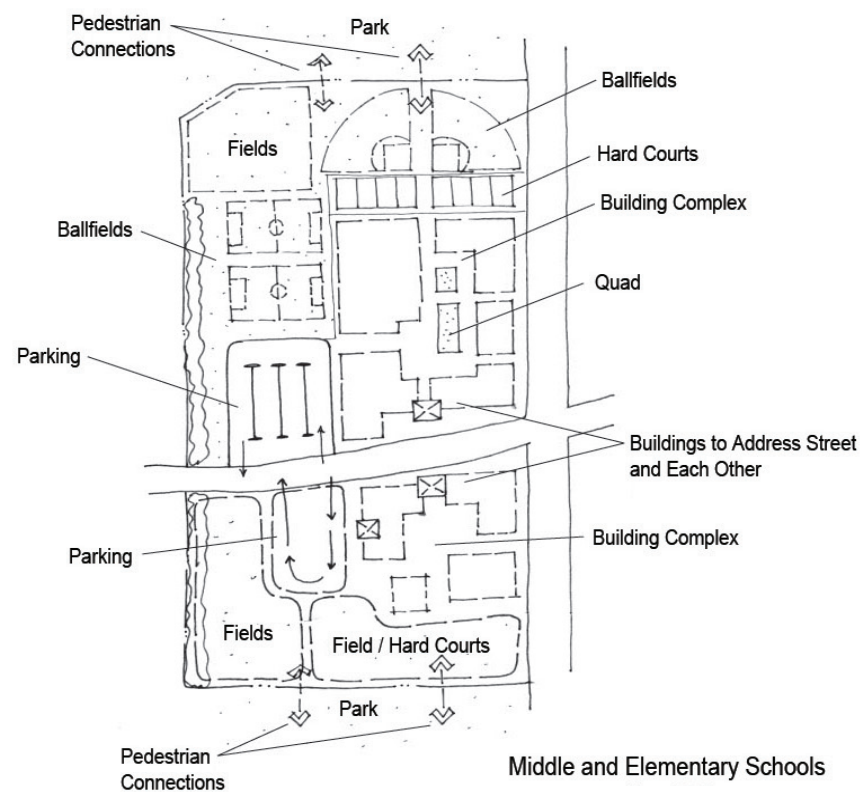 Pedestrian
Connections
Park
Ballfields
Fields
Hard Courts
Building Complex
Ballfields
Quad
Parking
Buildings to Address Street
and Each Other
Building Complex
Parking
Fields
Field / Hard Courts
Park
Pedestrian
Connections
Middle and Elementary Schools